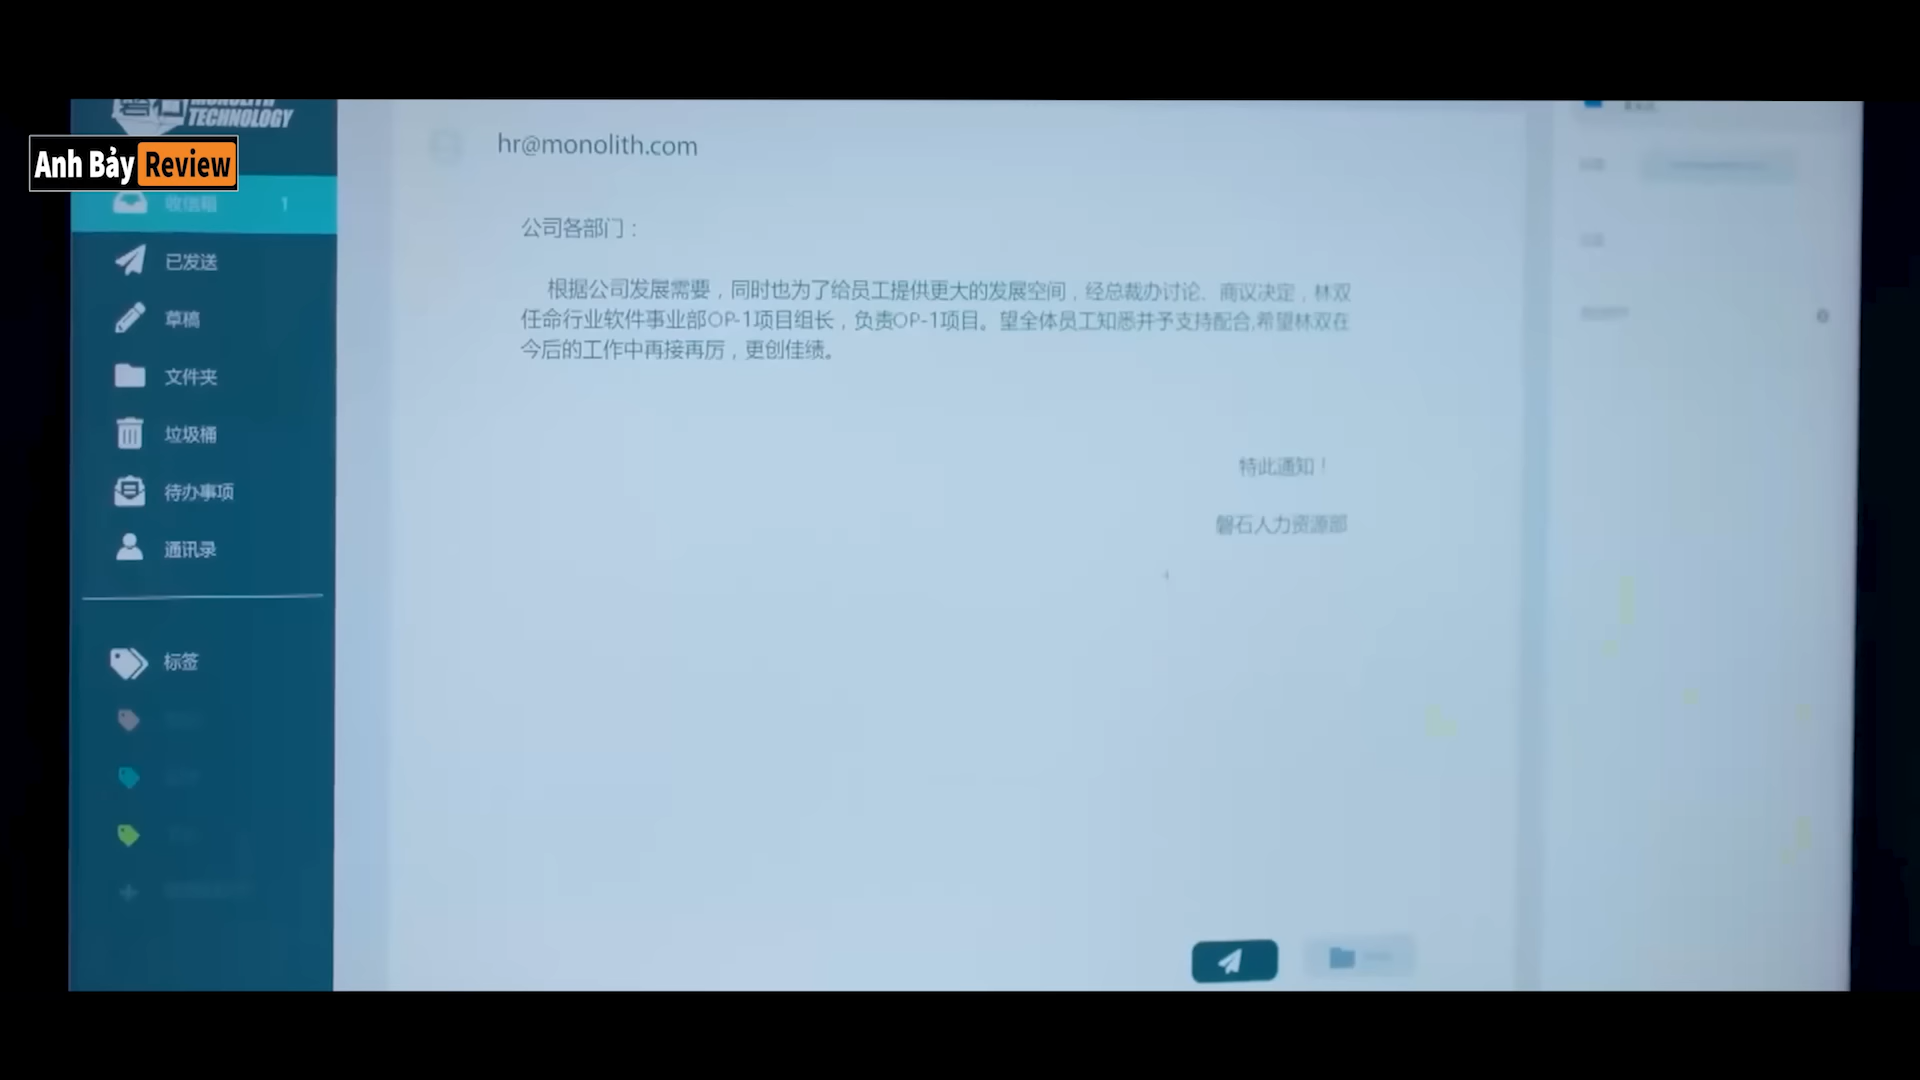 MONOLITH
TECHNOLOGY
Anh Bảy Review
hr@monolith.com
收信箱 1
已发送
草稿
文件夹
垃圾桶
待办事项
通讯录
标签
公司各部门：
根据公司发展需要，同时也为了给员工提供更大的发展空间，经总裁办讨论、商议决定，林双
任命行业软件事业部OP-1项目组长，负责OP-1项目。望全体员工知悉并予支持配合,希望林双在
今后的工作中再接再厉，更创佳绩。
特此通知！
磐石人力资源部